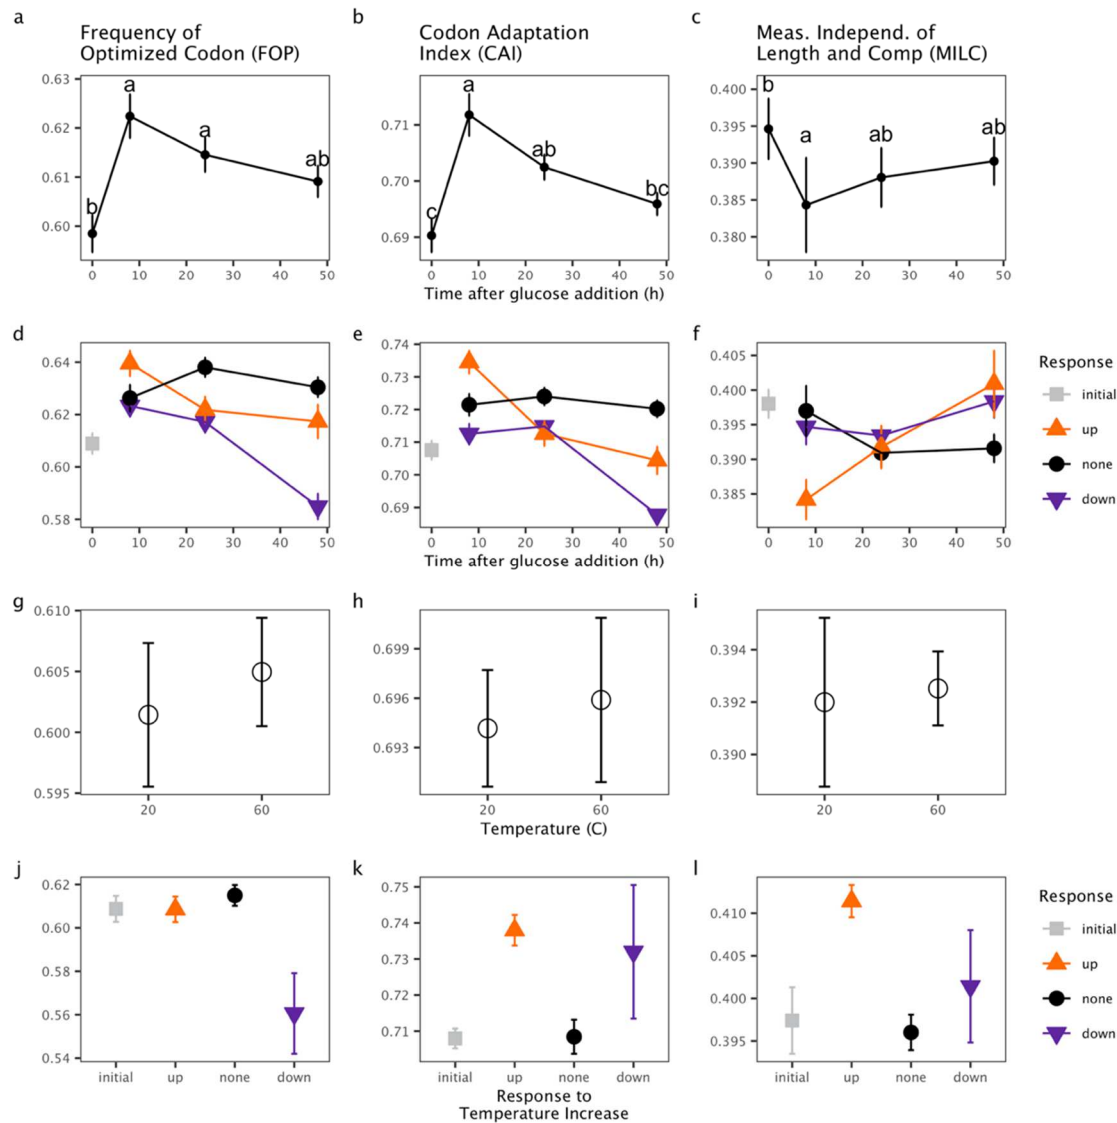 a
b
c
Frequency of
Optimized Codon (FOP)
Codon Adaptation
Index (CAI)
Meas. Independ. of
Length and Comp (MILC)
0.63
0.62
0.61
0.60
b
a
a
ab
0 10 20 30 40 50
0.71
0.70
0.69
c
a
ab
bc
0 10 20 30 40 50
Time after glucose addition (h)
0.400
0.395
0.390
0.385
0.380
b
a
ab
ab
0 10 20 30 40 50
d
e
f
0.64
0.62
0.60
0.58
0 10 20 30 40 50
0.74
0.73
0.72
0.71
0.70
0.69
0 10 20 30 40 50
Time after glucose addition (h)
0.405
0.400
0.395
0.390
0.385
0 10 20 30 40 50
Response
initial
up
none
down
g
h
i
0.610
0.605
0.600
0.595
20 60
0.699
0.696
0.693
20 60
Temperature (C)
0.394
0.392
0.390
20 60
j
k
l
0.62
0.60
0.58
0.56
0.54
initial up none down
0.75
0.74
0.73
0.72
0.71
initial up none down
Response to
Temperature Increase
0.410
0.405
0.400
0.395
initial up none down
Response
initial
up
none
down